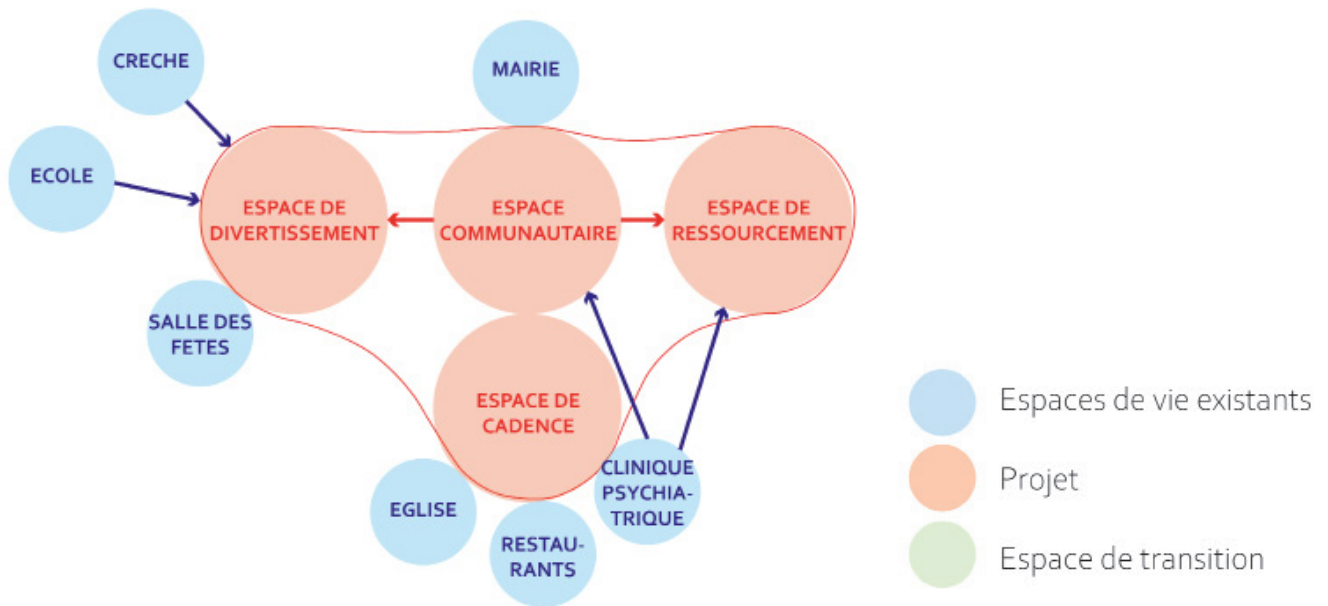 CRECHE
MAIRIE
ECOLE
ESPACE DE
DIVERTISSEMENT
ESPACE
COMMUNAUTAIRE
ESPACE DE
RESSOURCEMENT
SALLE DES
FETES
ESPACE DE
CADENCE
EGLISE
RESTAU-
RANTS
CLINIQUE
PSYCHIA-
TRIQUE
Espaces de vie existants
Projet
Espace de transition